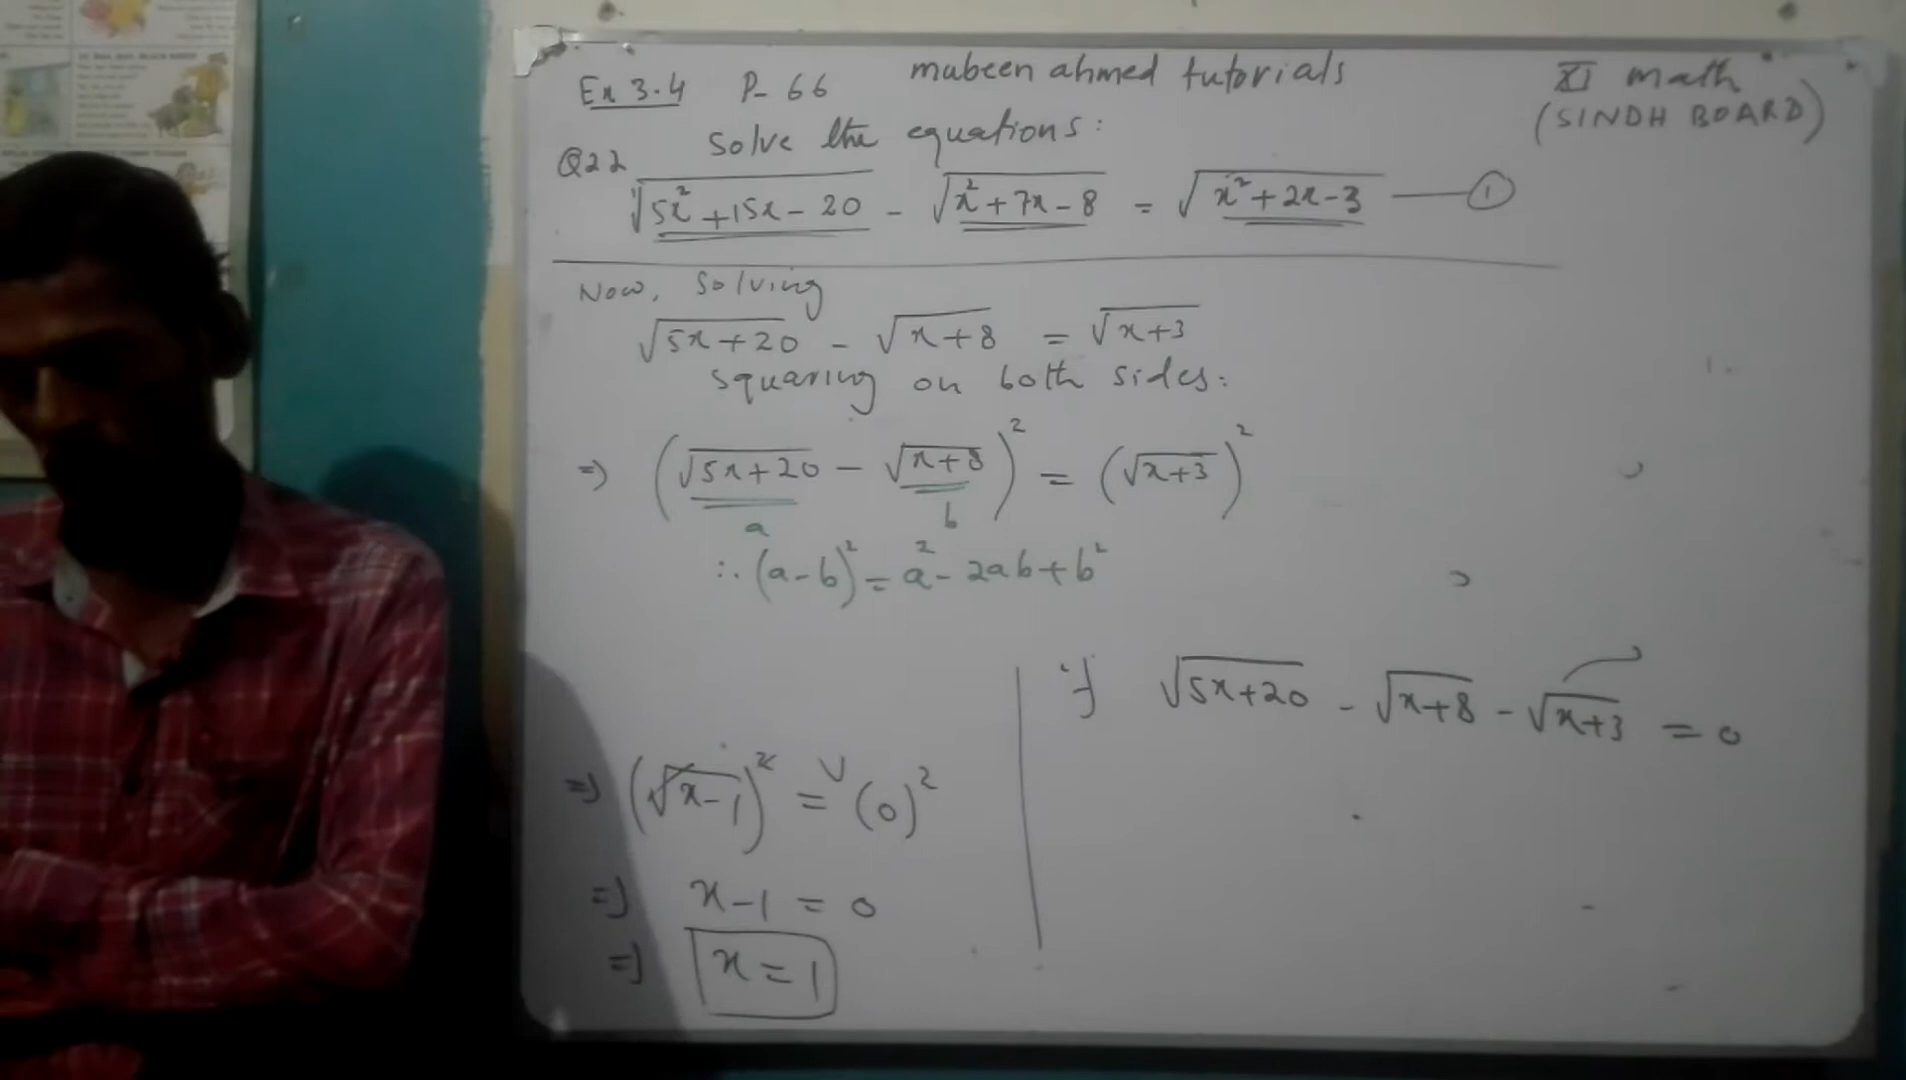 Ex 3.4 P- 66 mubeen ahmed tutorials XI math
(SINDH BOARD)
Solve the equations:
Q22 √(5x²+15x-20) - √(x²+7x-8) = √(x²+2x-3) —— ①
Now, Solving
√(5x+20) - √(x+8) = √(x+3)
Squaring on both sides:
=> (√(5x+20) - √(x+8))² = (√(x+3))²
a b
∴ (a-b)² = a² - 2ab + b²
if √(5x+20) - √(x+8) - √(x+3) = 0
=> (√(x-1))² = (0)²
=> x-1 = 0
=> x = 1